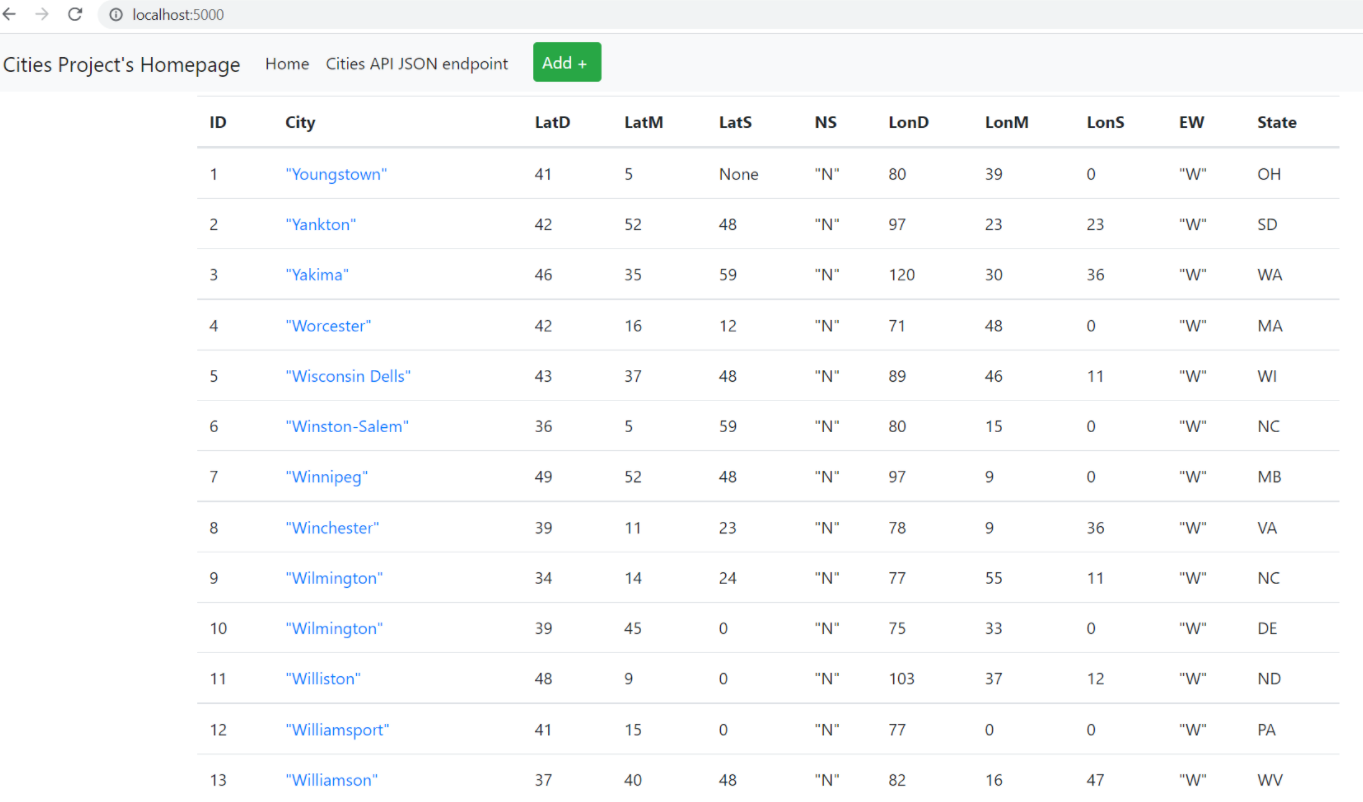 localhost:5000
Cities Project's Homepage Home Cities API JSON endpoint Add +
ID City LatD LatM LatS NS LonD LonM LonS EW State
1 "Youngstown" 41 5 None "N" 80 39 0 "W" OH
2 "Yankton" 42 52 48 "N" 97 23 23 "W" SD
3 "Yakima" 46 35 59 "N" 120 30 36 "W" WA
4 "Worcester" 42 16 12 "N" 71 48 0 "W" MA
5 "Wisconsin Dells" 43 37 48 "N" 89 46 11 "W" WI
6 "Winston-Salem" 36 5 59 "N" 80 15 0 "W" NC
7 "Winnipeg" 49 52 48 "N" 97 9 0 "W" MB
8 "Winchester" 39 11 23 "N" 78 9 36 "W" VA
9 "Wilmington" 34 14 24 "N" 77 55 11 "W" NC
10 "Wilmington" 39 45 0 "N" 75 33 0 "W" DE
11 "Williston" 48 9 0 "N" 103 37 12 "W" ND
12 "Williamsport" 41 15 0 "N" 77 0 0 "W" PA
13 "Williamson" 37 40 48 "N" 82 16 47 "W" WV